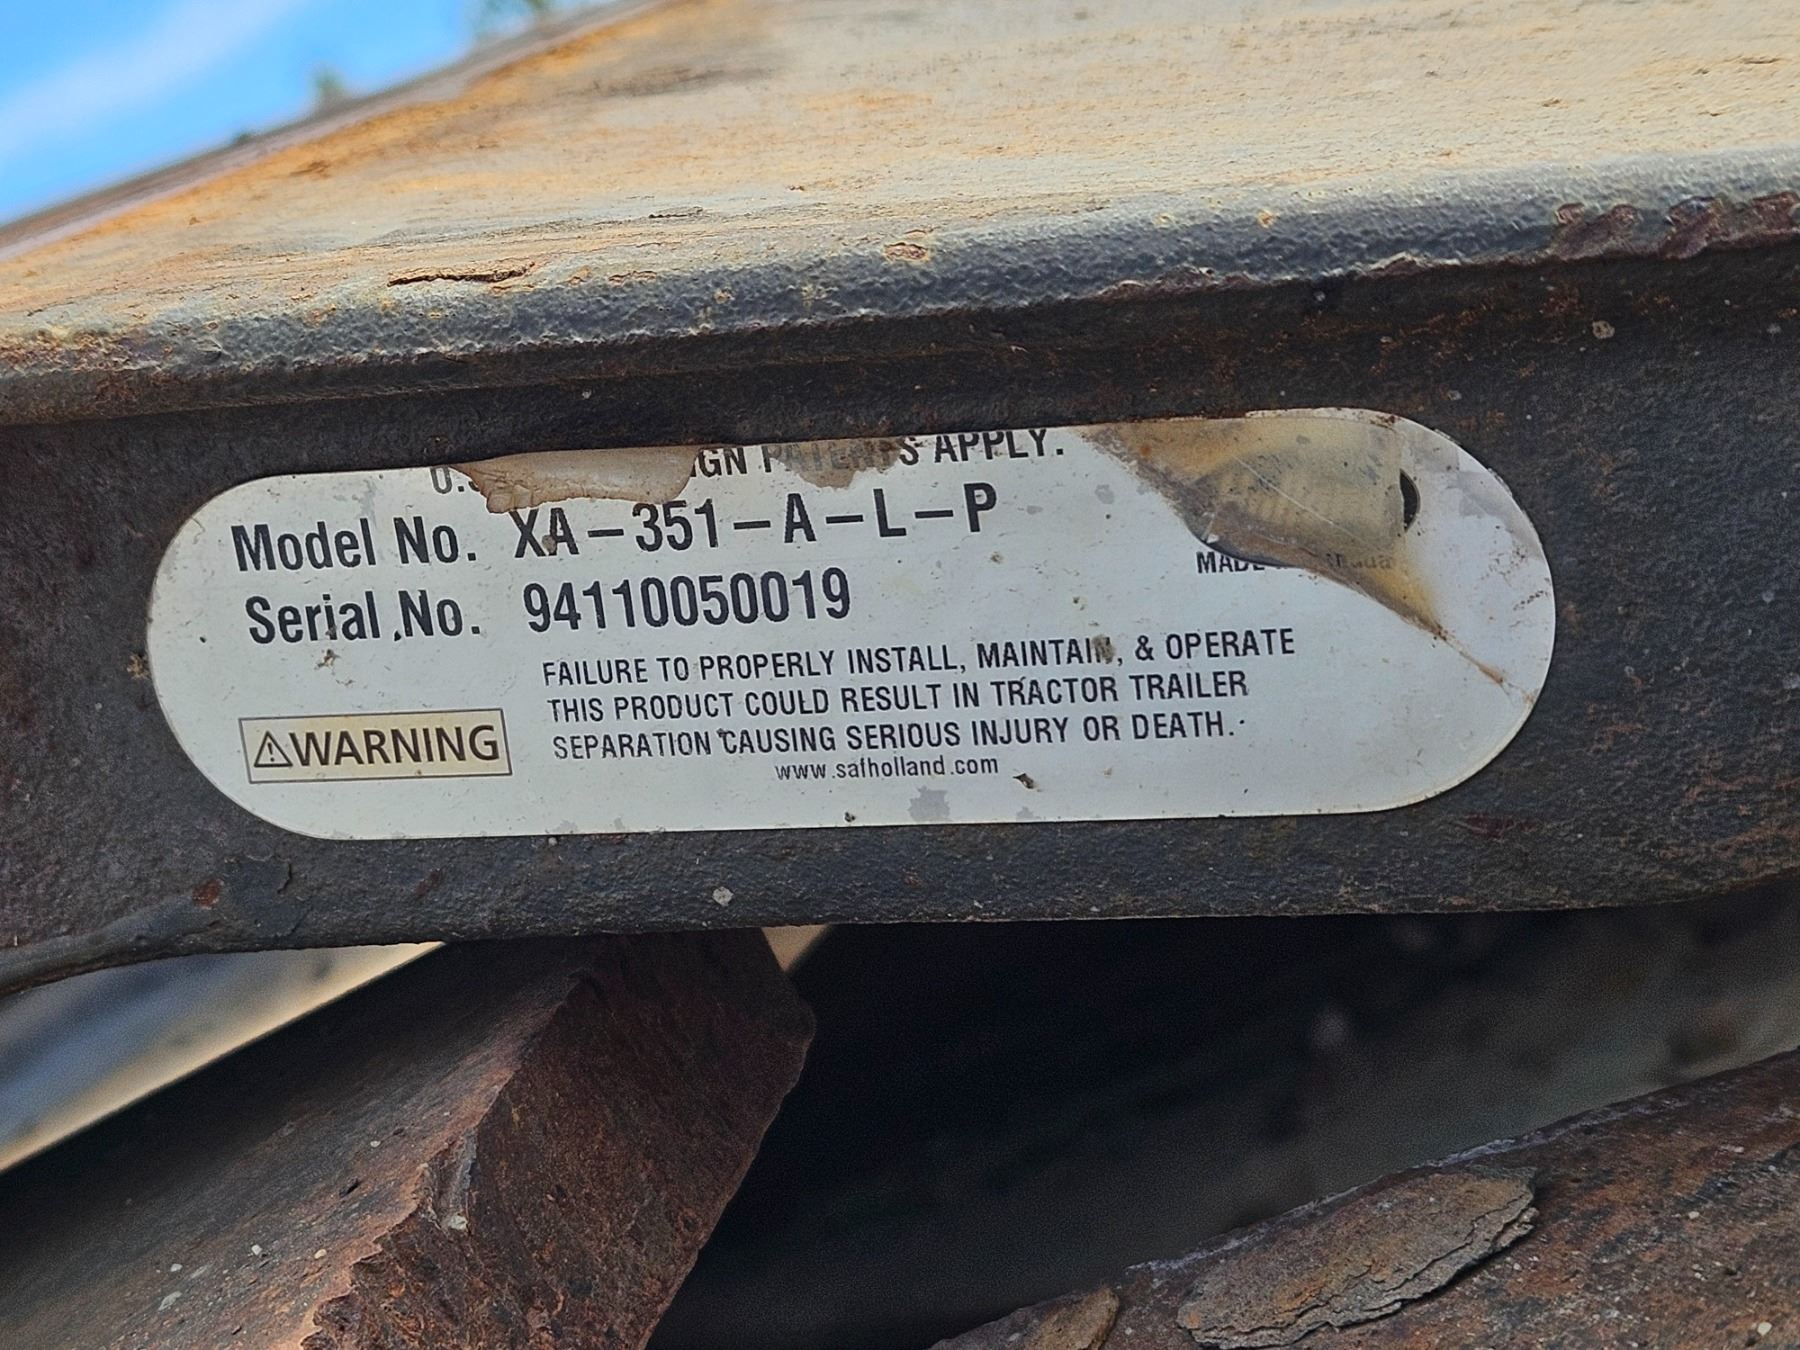 APPLY.
Model No. XA-351-A-L-P
Serial No. 94110050019
FAILURE TO PROPERLY INSTALL, MAINTAIN, & OPERATE
THIS PRODUCT COULD RESULT IN TRACTOR TRAILER
SEPARATION CAUSING SERIOUS INJURY OR DEATH.
⚠WARNING
www.safholland.com